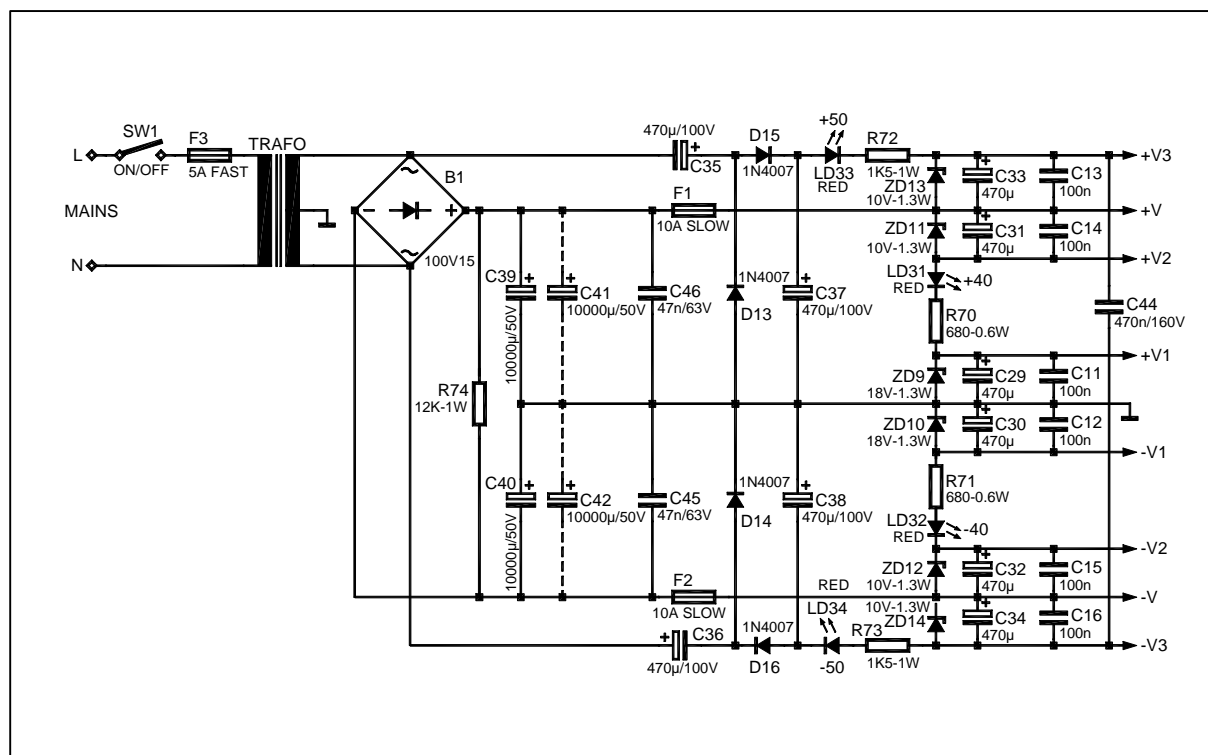 470µ/100V
C35
D15
1N4007
+50
LD33
RED
R72
1K5-1W
+V3
L
SW1
ON/OFF
F3
5A FAST
TRAFO
MAINS
N
B1
100V15
F1
10A SLOW
ZD13
10V-1.3W
C33
470µ
C13
100n
+V
ZD11
10V-1.3W
C31
470µ
C14
100n
+V2
C39
10000µ/50V
C41
10000µ/50V
C46
47n/63V
1N4007
D13
C37
470µ/100V
LD31
RED
+40
R70
680-0.6W
C44
470n/160V
+V1
R74
12K-1W
ZD9
18V-1.3W
C29
470µ
C11
100n
ZD10
18V-1.3W
C30
470µ
C12
100n
-V1
C40
10000µ/50V
C42
10000µ/50V
C45
47n/63V
1N4007
D14
C38
470µ/100V
R71
680-0.6W
LD32
RED
-40
-V2
ZD12
10V-1.3W
C32
470µ
C15
100n
F2
10A SLOW
RED
-V
LD34
-50
10V-1.3W
ZD14
C34
470µ
C16
100n
C36
470µ/100V
1N4007
D16
R73
1K5-1W
-V3